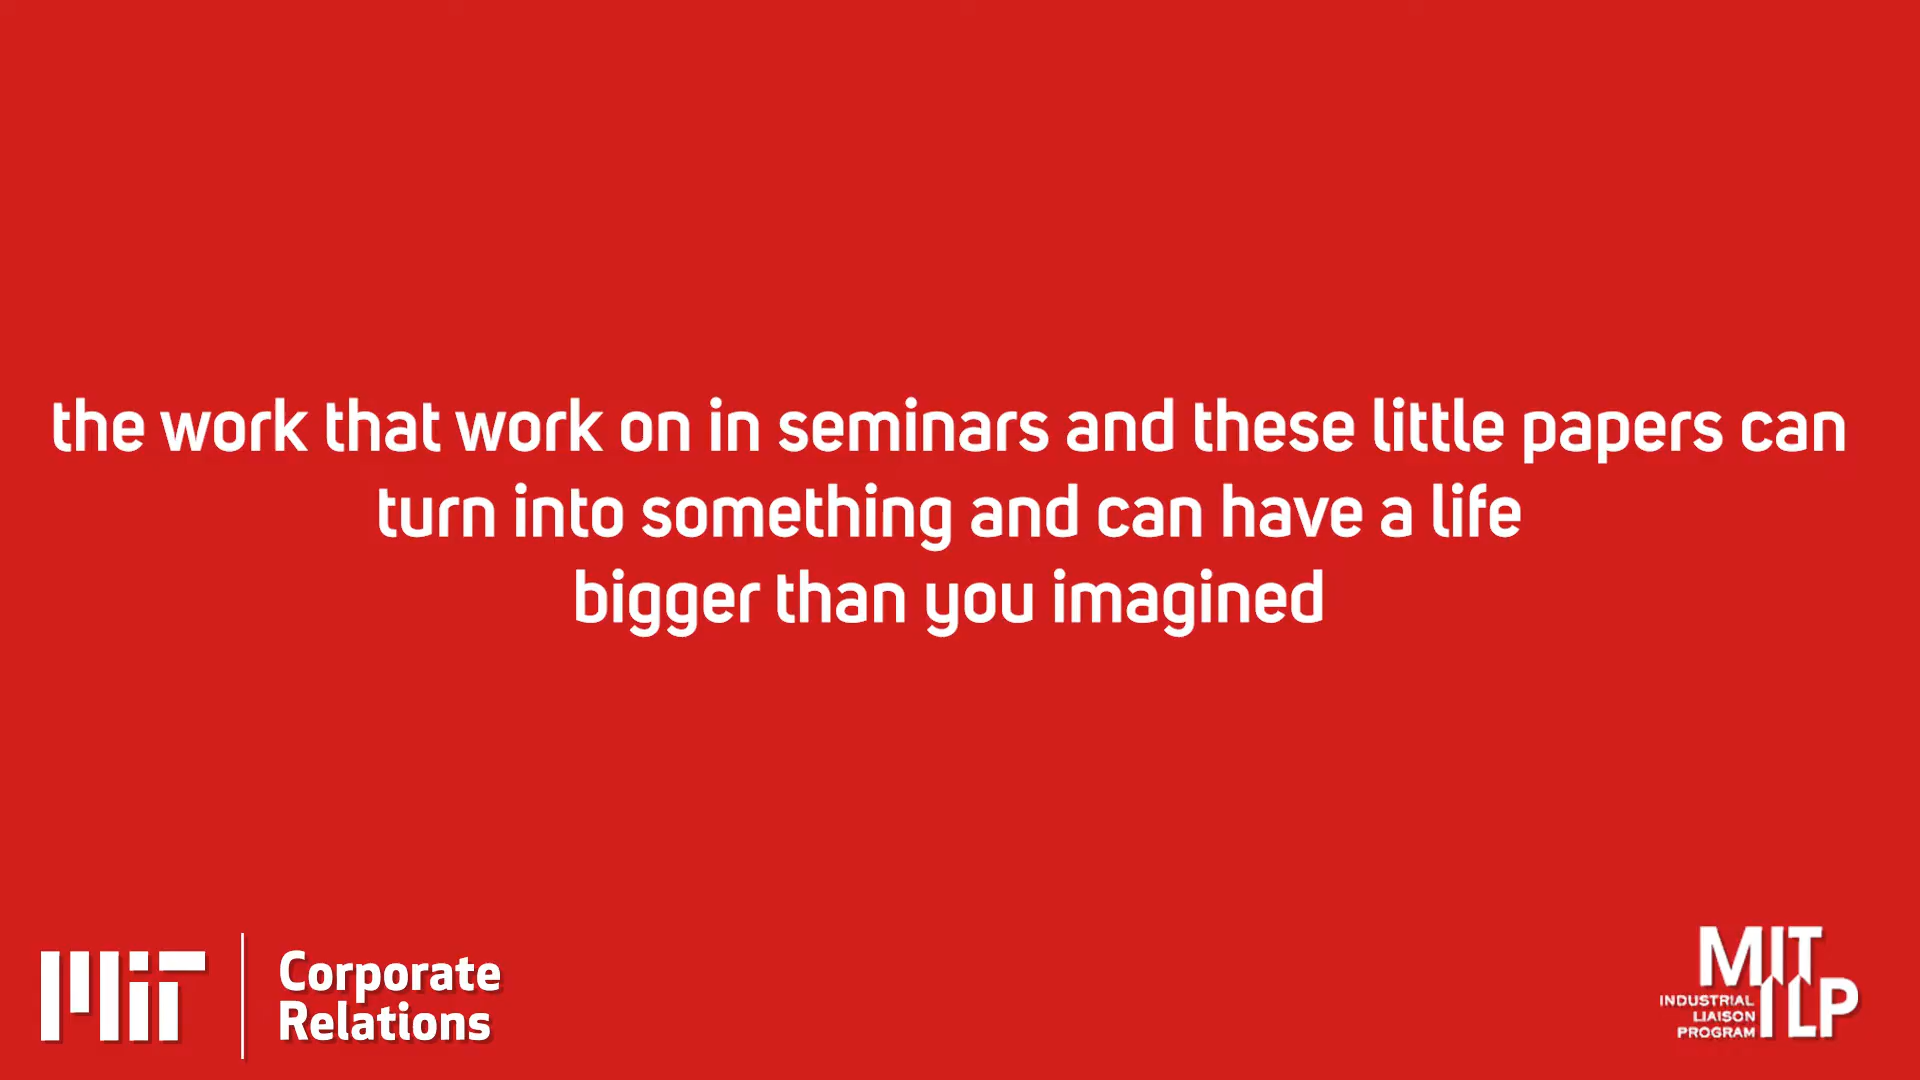 the work that work on in seminars and these little papers can
turn into something and can have a life
bigger than you imagined
MIT
Corporate
Relations
MIT
ILP
INDUSTRIAL
LIAISON
PROGRAM